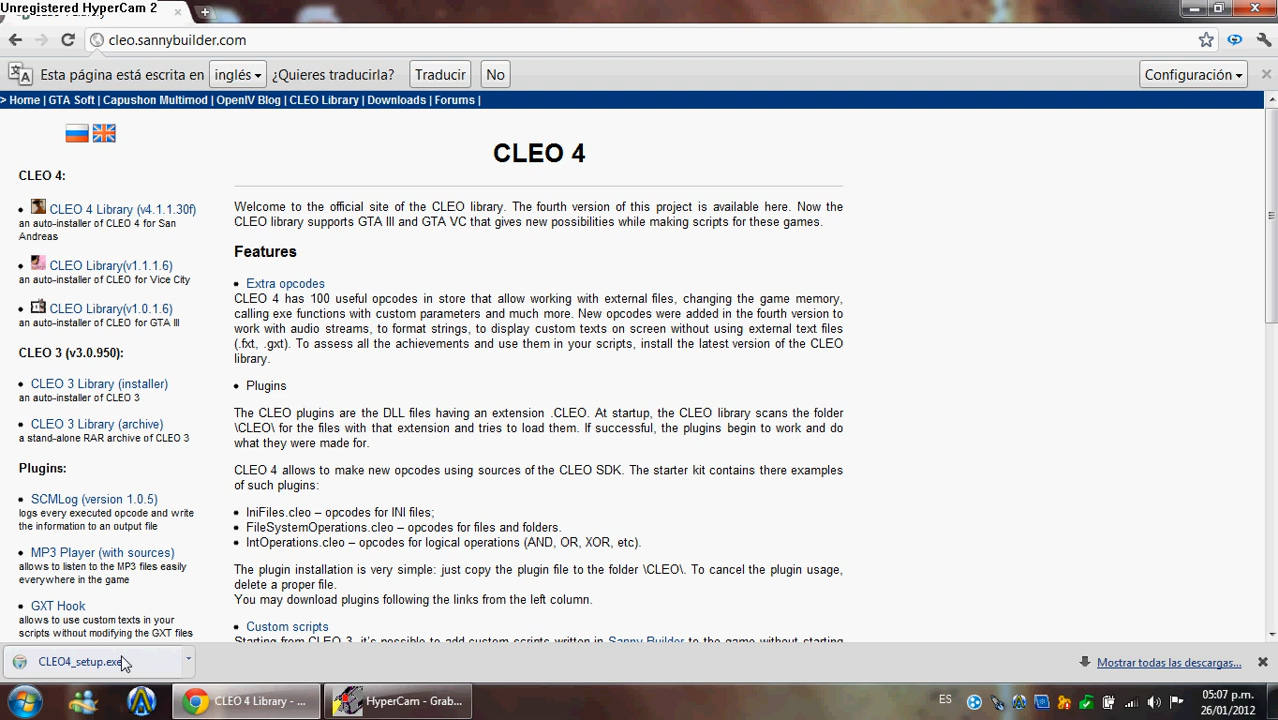 Unregistered HyperCam 2
cleo.sannybuilder.com
Esta página está escrita en inglés ¿Quieres traducirla? Traducir No Configuración
> Home | GTA Soft | Capushon Multimod | OpenIV Blog | CLEO Library | Downloads | Forums |
CLEO 4:
CLEO 4 Library (v4.1.1.30f)
an auto-installer of CLEO 4 for San
Andreas
CLEO Library(v1.1.1.6)
an auto-installer of CLEO for Vice City
CLEO Library(v1.0.1.6)
an auto-installer of CLEO for GTA III
CLEO 3 (v3.0.950):
CLEO 3 Library (installer)
an auto-installer of CLEO 3
CLEO 3 Library (archive)
a stand-alone RAR archive of CLEO 3
Plugins:
SCMLog (version 1.0.5)
logs every executed opcode and write
the information to an output file
MP3 Player (with sources)
allows to listen to the MP3 files easily
everywhere in the game
GXT Hook
allows to use custom texts in your
scripts without modifying the GXT files
CLEO 4
Welcome to the official site of the CLEO library. The fourth version of this project is available here. Now the
CLEO library supports GTA III and GTA VC that gives new possibilities while making scripts for these games.
Features
Extra opcodes
CLEO 4 has 100 useful opcodes in store that allow working with external files, changing the game memory,
calling exe functions with custom parameters and much more. New opcodes were added in the fourth version to
work with audio streams, to format strings, to display custom texts on screen without using external text files
(.fxt, .gxt). To assess all the achievements and use them in your scripts, install the latest version of the CLEO
library.
Plugins
The CLEO plugins are the DLL files having an extension .CLEO. At startup, the CLEO library scans the folder
\CLEO\ for the files with that extension and tries to load them. If successful, the plugins begin to work and do
what they were made for.
CLEO 4 allows to make new opcodes using sources of the CLEO SDK. The starter kit contains there examples
of such plugins:
IniFiles.cleo – opcodes for INI files;
FileSystemOperations.cleo – opcodes for files and folders.
IntOperations.cleo – opcodes for logical operations (AND, OR, XOR, etc).
The plugin installation is very simple: just copy the plugin file to the folder \CLEO\. To cancel the plugin usage,
delete a proper file.
You may download plugins following the links from the left column.
Custom scripts
Starting from CLEO 3, it's possible to add custom scripts written in Sanny Builder to the game without starting
CLEO4_setup.exe
Mostrar todas las descargas...
CLEO 4 Library - ...
HyperCam - Grab...
ES
05:07 p.m.
26/01/2012